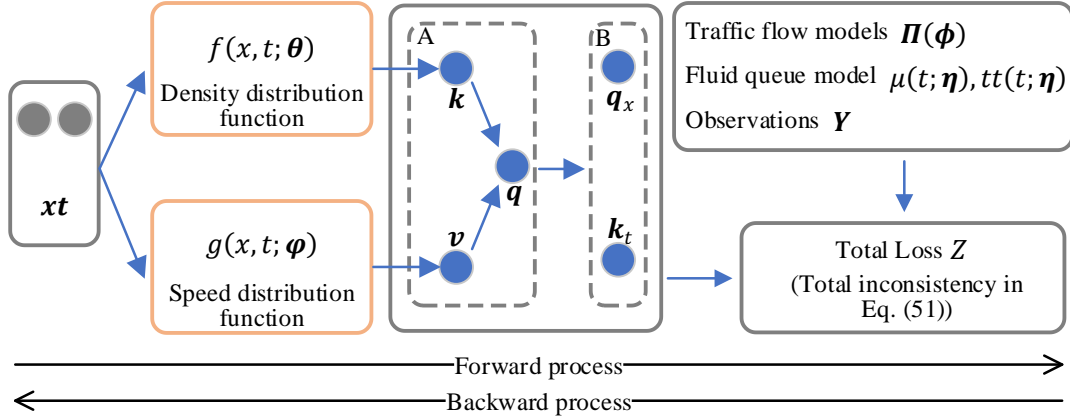 xt
f(x, t; θ)
Density distribution
function
g(x, t; φ)
Speed distribution
function
A
k
q
v
B
q_x
k_t
Traffic flow models Π(ϕ)
Fluid queue model μ(t; η), tt(t; η)
Observations Y
Total Loss Z
(Total inconsistency in
Eq. (51))
Forward process
Backward process